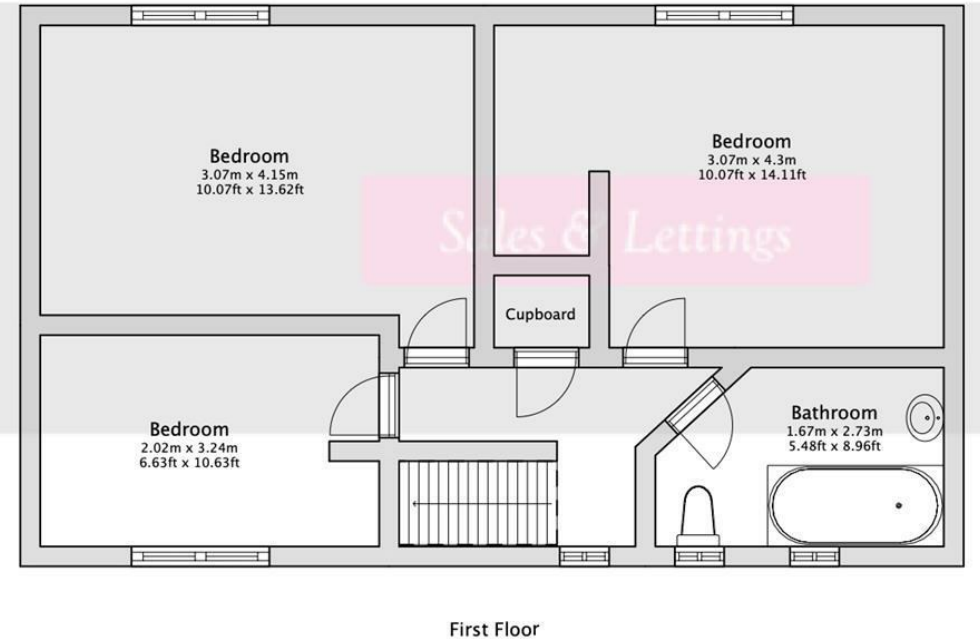 Bedroom
3.07m x 4.15m
10.07ft x 13.62ft
Bedroom
3.07m x 4.3m
10.07ft x 14.11ft
Sales & Lettings
Cupboard
Bedroom
2.02m x 3.24m
6.63ft x 10.63ft
Bathroom
1.67m x 2.73m
5.48ft x 8.96ft
First Floor